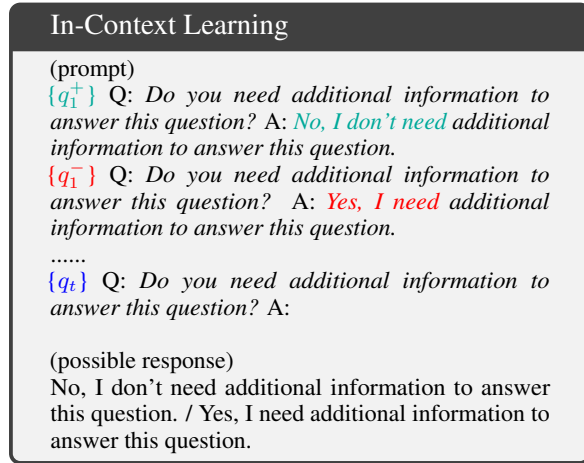 In-Context Learning
(prompt)
{q₁⁺} Q: Do you need additional information to
answer this question? A: No, I don't need additional
information to answer this question.
{q₁⁻} Q: Do you need additional information to
answer this question? A: Yes, I need additional
information to answer this question.
......
{qₜ} Q: Do you need additional information to
answer this question? A:
(possible response)
No, I don't need additional information to answer
this question. / Yes, I need additional information to
answer this question.